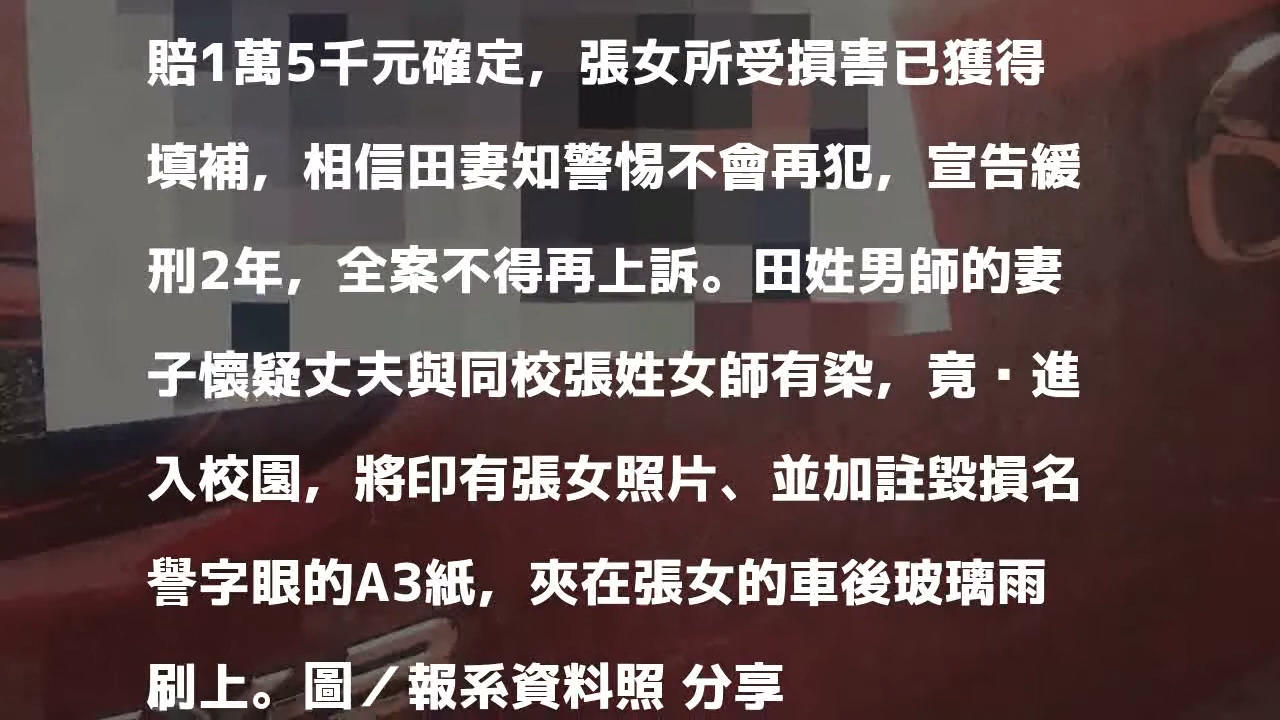 賠1萬5千元確定，張女所受損害已獲得
填補，相信田妻知警惕不會再犯，宣告緩
刑2年，全案不得再上訴。田姓男師的妻
子懷疑丈夫與同校張姓女師有染，竟·進
入校園，將印有張女照片、並加註毀損名
譽字眼的A3紙，夾在張女的車後玻璃雨
刷上。圖／報系資料照 分享